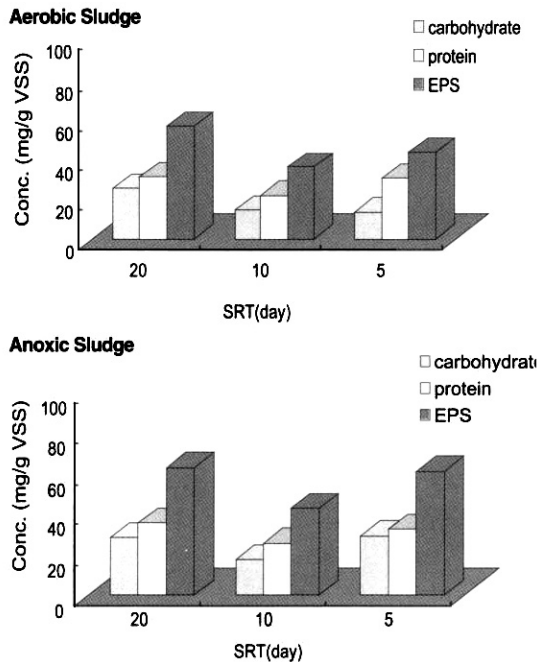 Aerobic Sludge
carbohydrate
protein
EPS
Conc. (mg/g VSS)
100
80
60
40
20
0
20 10 5
SRT(day)
Anoxic Sludge
carbohydrate
protein
EPS
Conc. (mg/g VSS)
100
80
60
40
20
0
20 10 5
SRT(day)